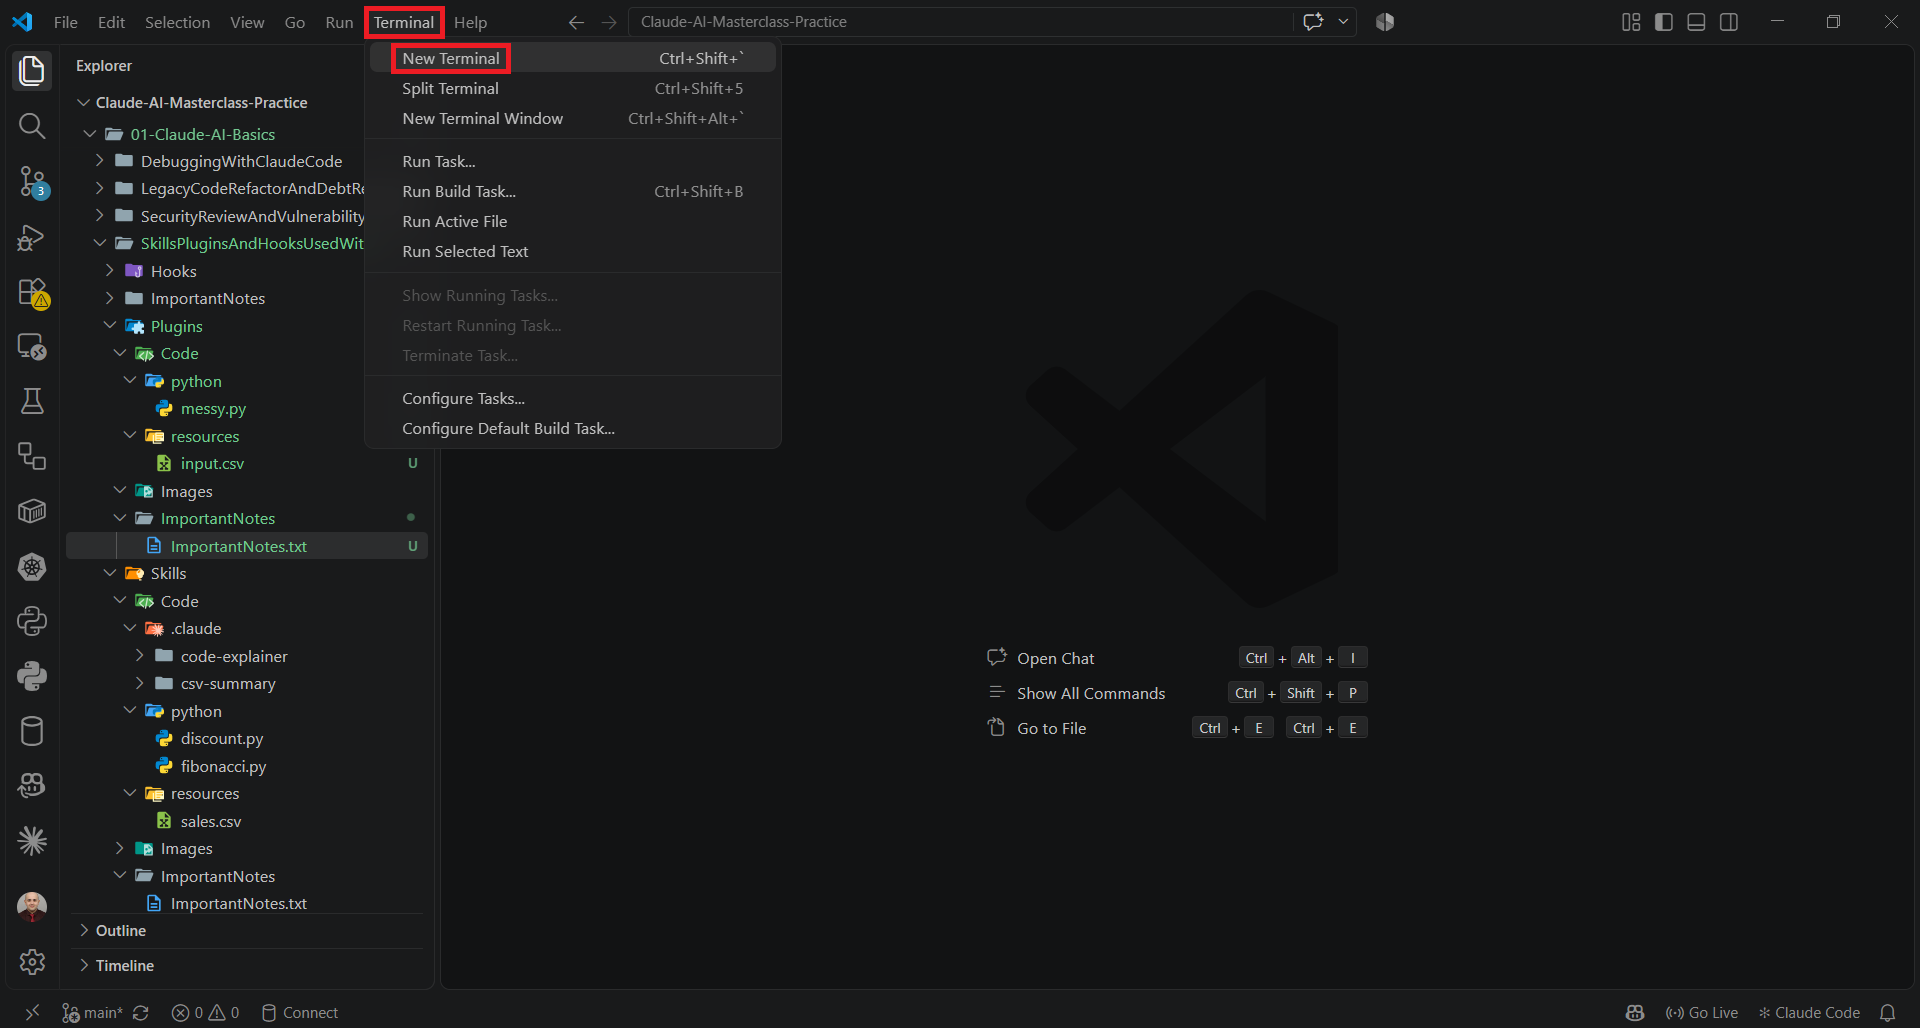 File Edit Selection View Go Run Terminal Help
Claude-AI-Masterclass-Practice
Explorer
Claude-AI-Masterclass-Practice
01-Claude-AI-Basics
DebuggingWithClaudeCode
LegacyCodeRefactorAndDebtRe
SecurityReviewAndVulnerability
SkillsPluginsAndHooksUsedWit
Hooks
ImportantNotes
Plugins
Code
python
messy.py
resources
input.csv U
Images
ImportantNotes
ImportantNotes.txt U
Skills
Code
.claude
code-explainer
csv-summary
python
discount.py
fibonacci.py
resources
sales.csv
Images
ImportantNotes
ImportantNotes.txt
Outline
Timeline
3
New Terminal Ctrl+Shift+`
Split Terminal Ctrl+Shift+5
New Terminal Window Ctrl+Shift+Alt+`
Run Task...
Run Build Task... Ctrl+Shift+B
Run Active File
Run Selected Text
Show Running Tasks...
Restart Running Task...
Terminate Task...
Configure Tasks...
Configure Default Build Task...
Open Chat Ctrl + Alt + I
Show All Commands Ctrl + Shift + P
Go to File Ctrl + E Ctrl + E
main* 0 0 Connect
Go Live Claude Code